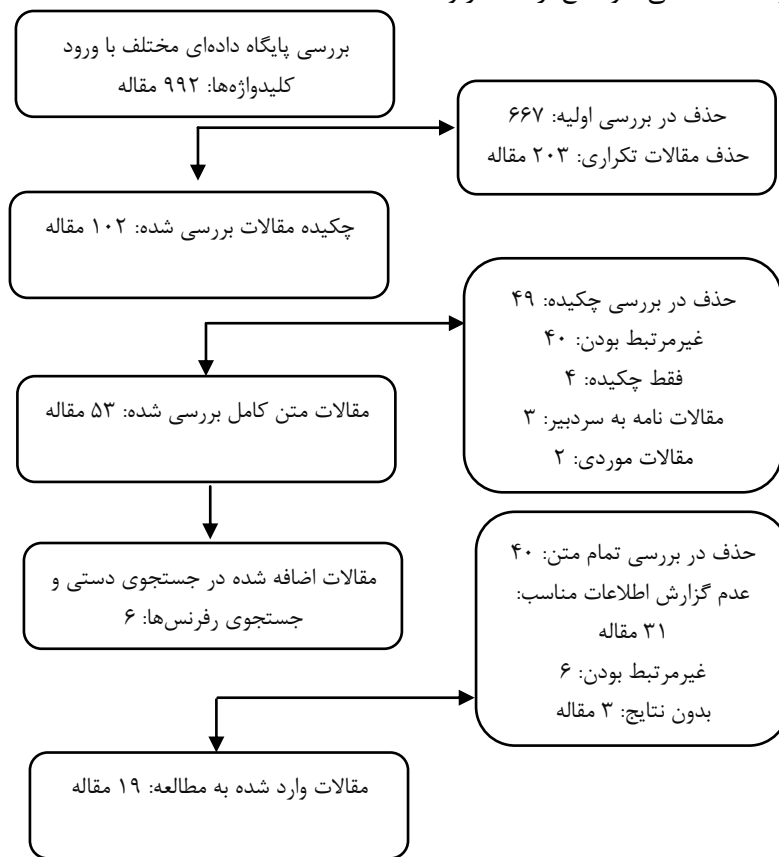 بررسی پایگاه داده‌ای مختلف با ورود
کلیدواژه‌ها: ۹۹۲ مقاله
حذف در بررسی اولیه: ۶۶۷
حذف مقالات تکراری: ۲۰۳ مقاله
چکیده مقالات بررسی شده: ۱۰۲ مقاله
حذف در بررسی چکیده: ۴۹
غیرمرتبط بودن: ۴۰
فقط چکیده: ۴
مقالات نامه به سردبیر: ۳
مقالات موردی: ۲
مقالات متن کامل بررسی شده: ۵۳ مقاله
مقالات اضافه شده در جستجوی دستی و
جستجوی رفرنس‌ها: ۶
حذف در بررسی تمام متن: ۴۰
عدم گزارش اطلاعات مناسب:
۳۱ مقاله
غیرمرتبط بودن: ۶
بدون نتایج: ۳ مقاله
مقالات وارد شده به مطالعه: ۱۹ مقاله